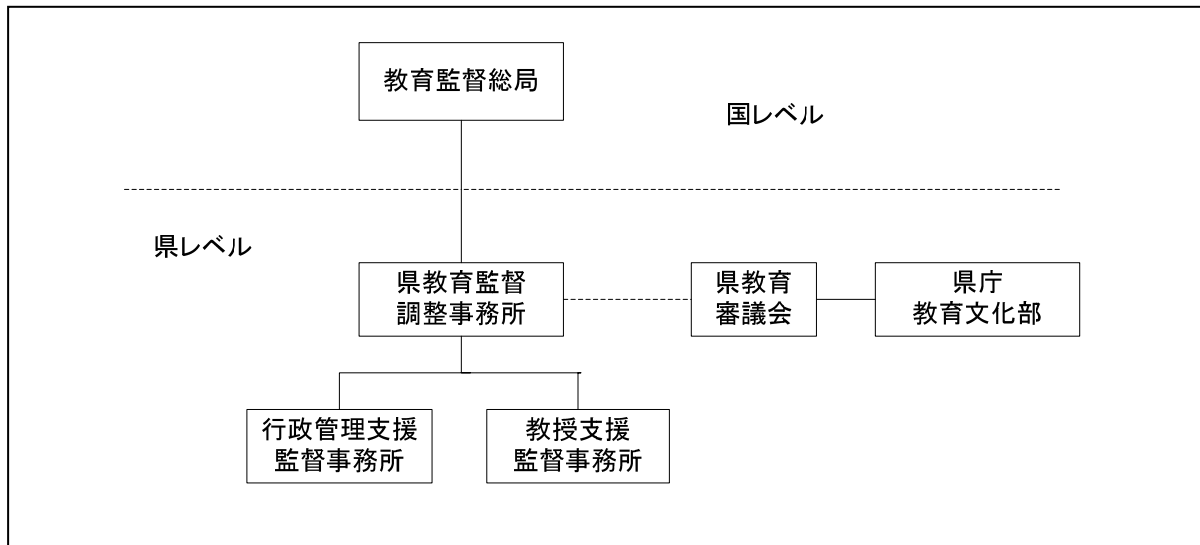 教育監督総局
国レベル
県レベル
県教育監督
調整事務所
県教育
審議会
県庁
教育文化部
行政管理支援
監督事務所
教授支援
監督事務所